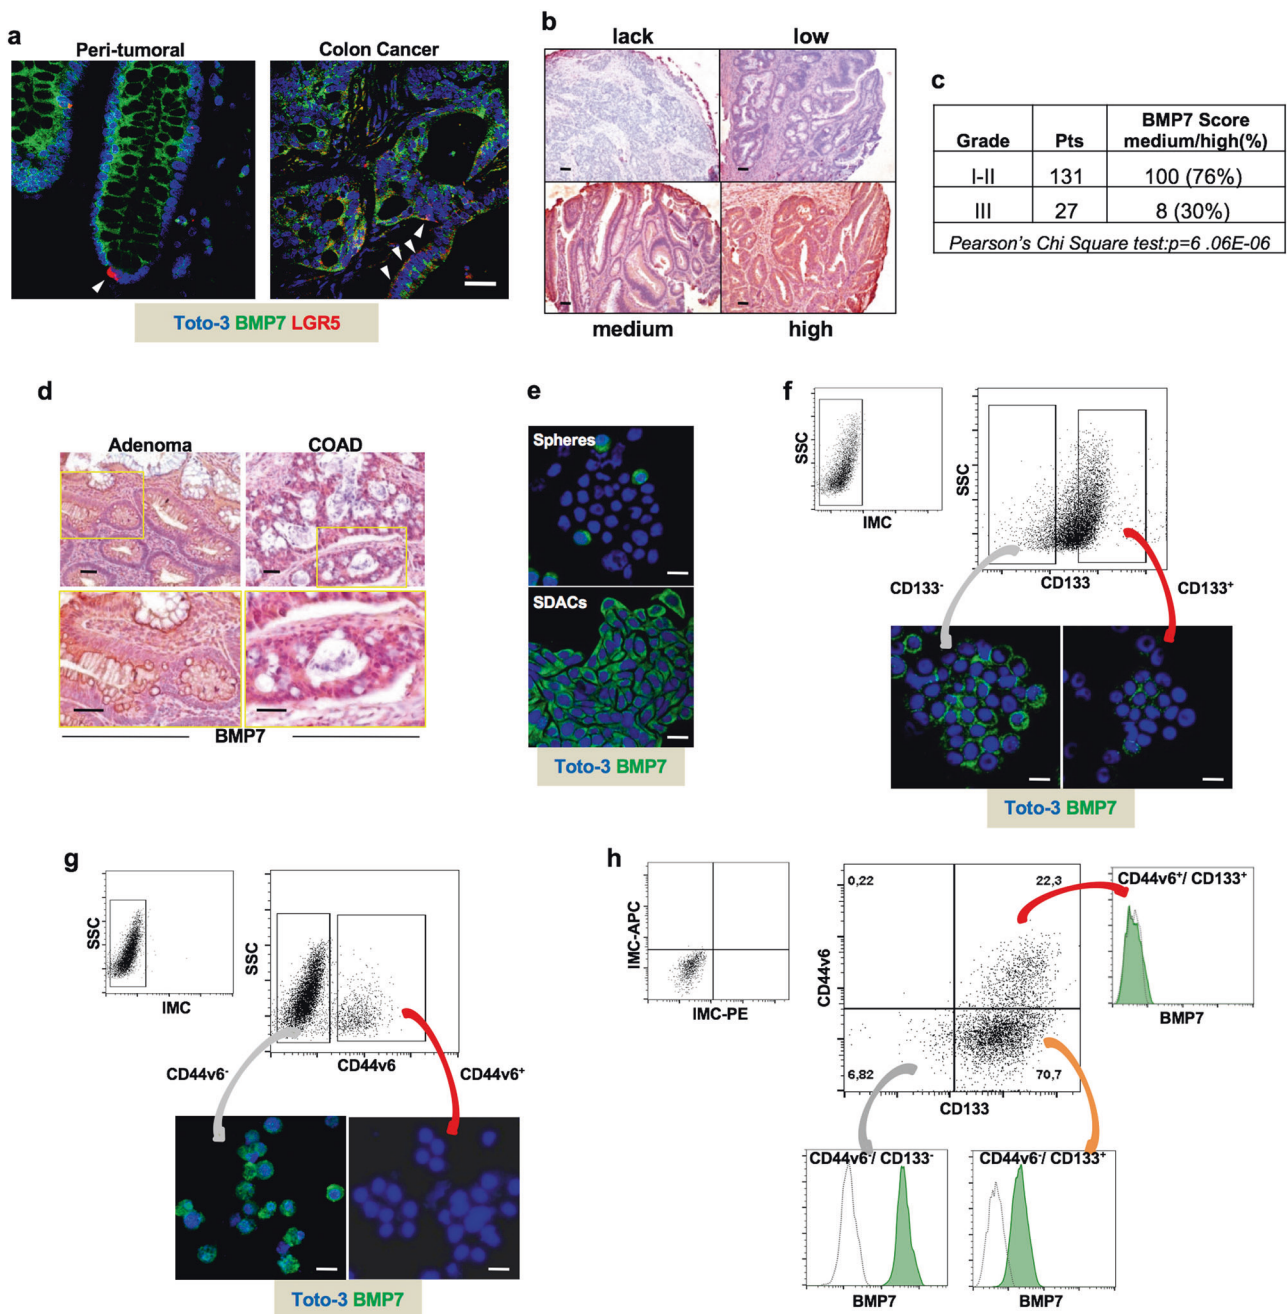 a
Peri-tumoral
Colon Cancer
Toto-3 BMP7 LGR5
b
lack
low
medium
high
c
Grade Pts BMP7 Score medium/high(%)
I-II 131 100 (76%)
III 27 8 (30%)
Pearson's Chi Square test:p=6 .06E-06
d
Adenoma
COAD
BMP7
e
Spheres
SDACs
Toto-3 BMP7
f
SSC
IMC
SSC
CD133
CD133-
CD133+
Toto-3 BMP7
g
SSC
IMC
SSC
CD44v6
CD44v6-
CD44v6+
Toto-3 BMP7
h
IMC-APC
IMC-PE
CD44v6
0,22
22,3
6,82
70,7
CD133
CD44v6+/ CD133+
BMP7
CD44v6-/ CD133-
BMP7
CD44v6-/ CD133+
BMP7